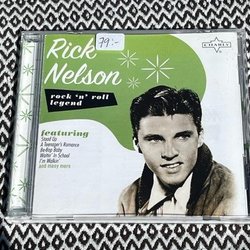 Rick
Nelson
79:-
CHARLY
rock 'n' roll
legend
featuring
Stood Up
A Teenager's Romance
Be-Bop Baby
Waitin' In School
I'm Walkin'
and many more